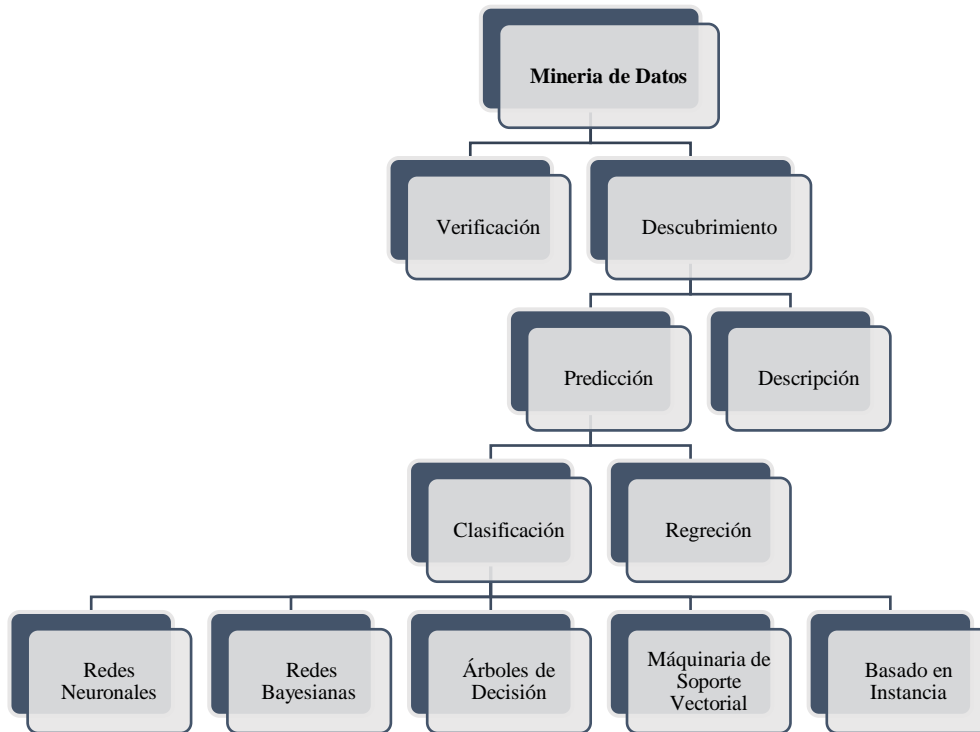 Mineria de Datos
Verificación
Descubrimiento
Predicción
Descripción
Clasificación
Regreción
Redes
Neuronales
Redes
Bayesianas
Árboles de
Decisión
Máquinaria de
Soporte
Vectorial
Basado en
Instancia